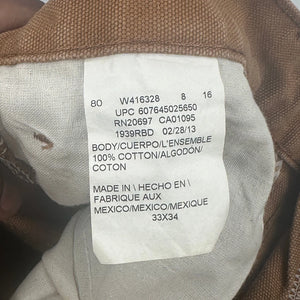 80 W416328 8 16
UPC 607645025650
RN20697 CA01095
1939RBD 02/28/13
BODY/CUERPO/L'ENSEMBLE
100% COTTON/ALGODÓN/
COTON
MADE IN \ HECHO EN \
FABRIQUE AUX
MEXICO/MEXICO/MEXIQUE
33X34